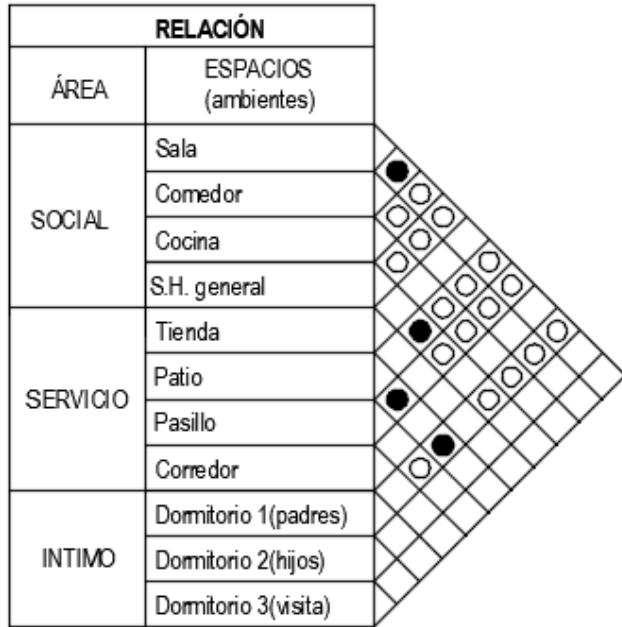 RELACIÓN
ÁREA
ESPACIOS
(ambientes)
SOCIAL
Sala
Comedor
Cocina
S.H. general
SERVICIO
Tienda
Patio
Pasillo
Corredor
INTIMO
Dormitorio 1(padres)
Dormitorio 2(hijos)
Dormitorio 3(visita)